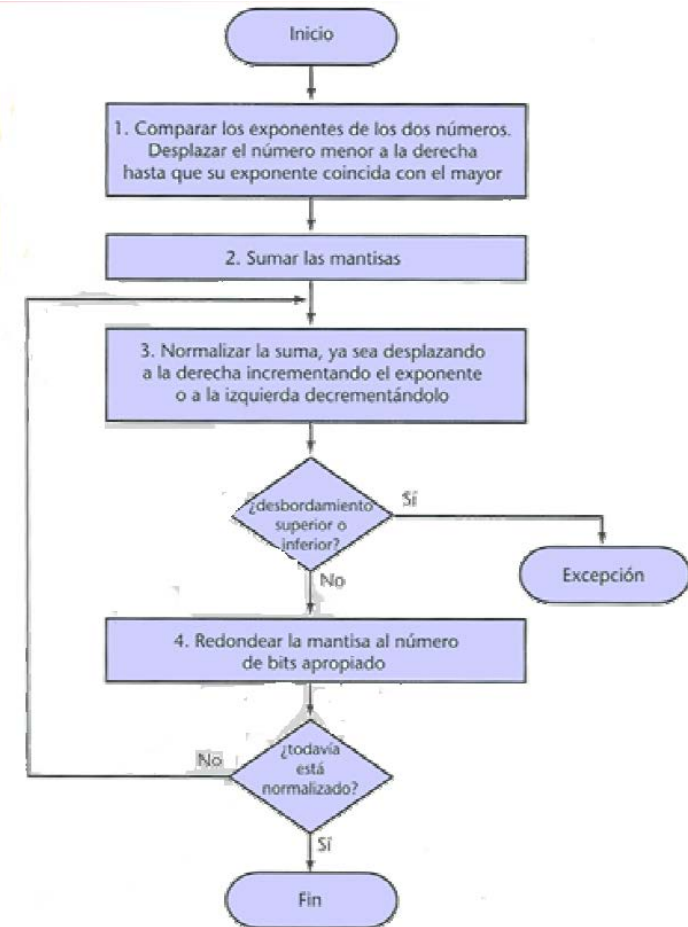 Inicio
1. Comparar los exponentes de los dos números.
Desplazar el número menor a la derecha
hasta que su exponente coincida con el mayor
2. Sumar las mantisas
3. Normalizar la suma, ya sea desplazando
a la derecha incrementando el exponente
o a la izquierda decrementándolo
¿desbordamiento
superior o
inferior?
Sí
Excepción
No
4. Redondear la mantisa al número
de bits apropiado
¿todavía
está
normalizado?
No
Sí
Fin